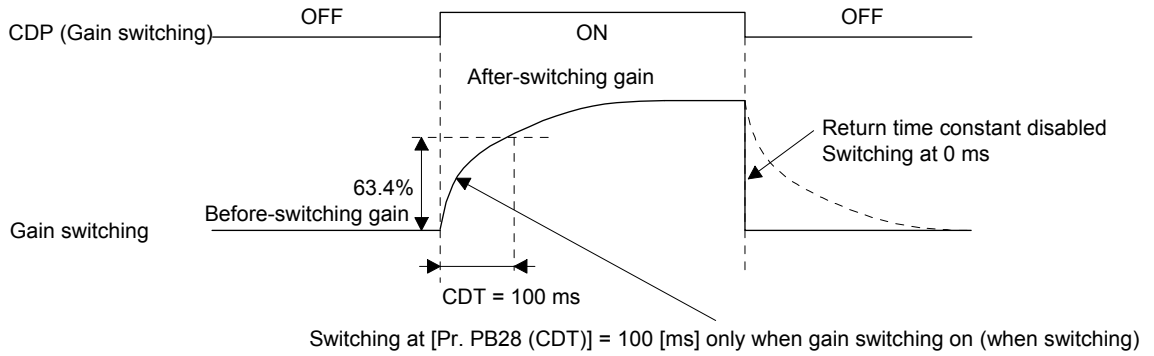 OFF
OFF
CDP (Gain switching)
ON
After-switching gain
Return time constant disabled
Switching at 0 ms
63.4%
Before-switching gain
Gain switching
CDT = 100 ms
Switching at [Pr. PB28 (CDT)] = 100 [ms] only when gain switching on (when switching)